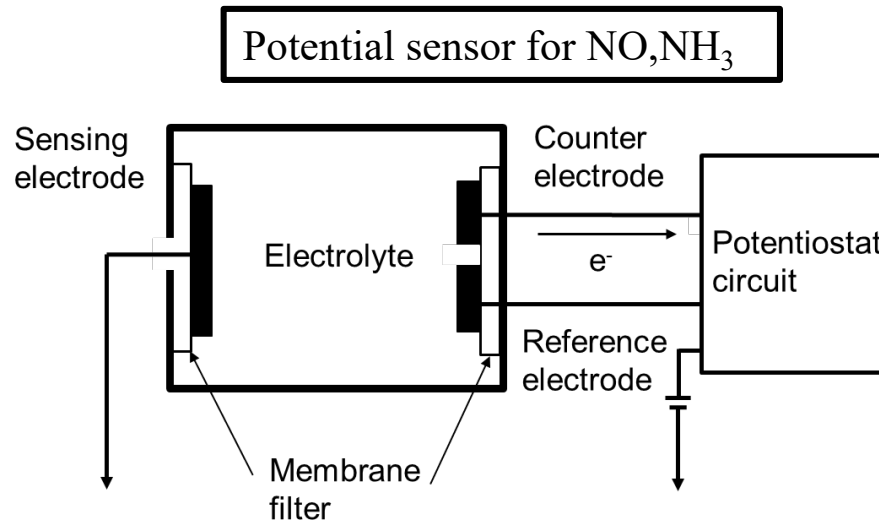 Potential sensor for NO,NH₃
Sensing
electrode
Counter
electrode
Electrolyte
e⁻
Potentiostat
circuit
Reference
electrode
Membrane
filter